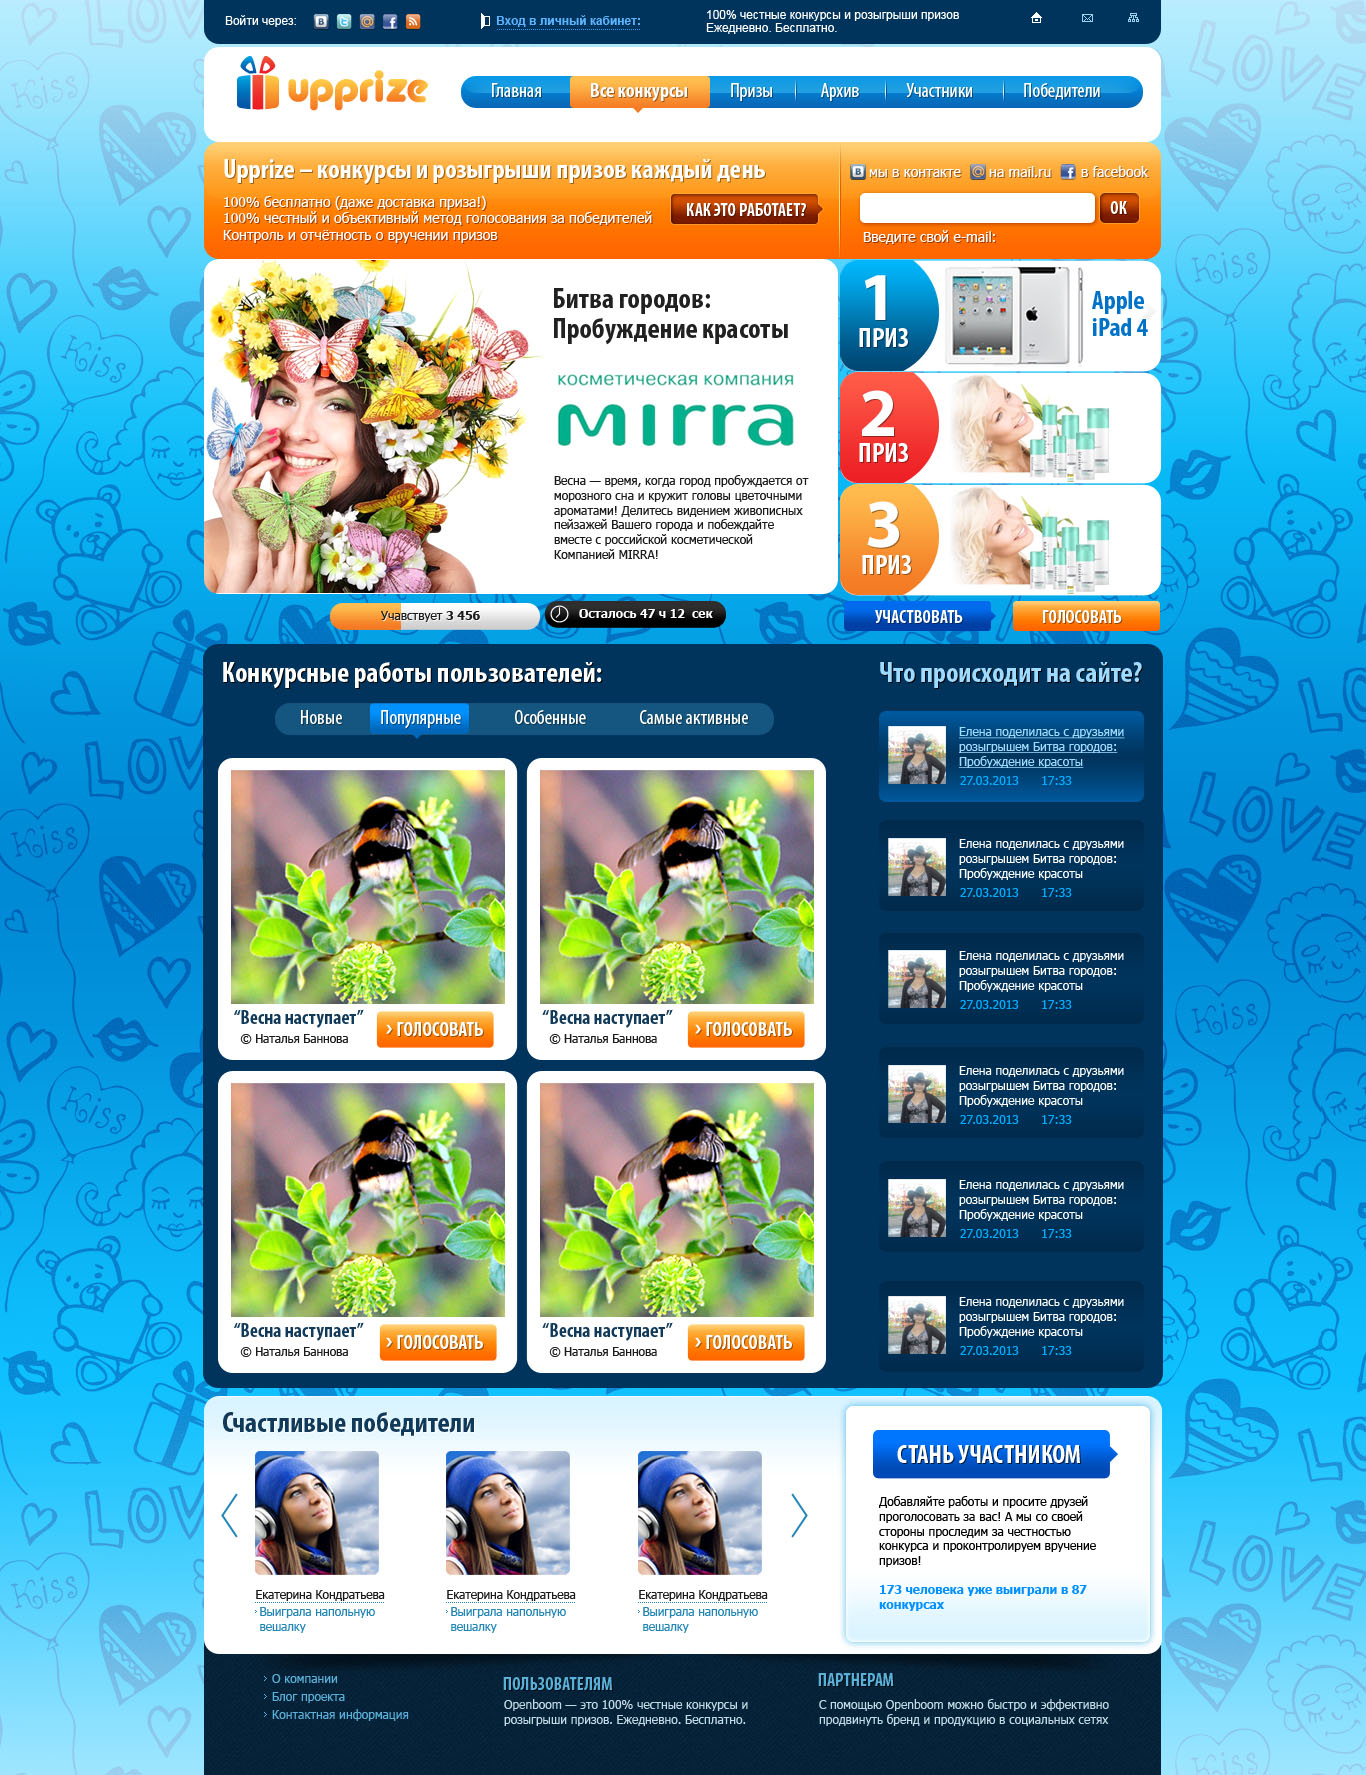 Войти через:
Вход в личный кабинет:
100% честные конкурсы и розыгрыши призов
Ежедневно. Бесплатно.
upprize
Главная
Все конкурсы
Призы
Архив
Участники
Победители
Upprize – конкурсы и розыгрыши призов каждый день
100% бесплатно (даже доставка приза!)
100% честный и объективный метод голосования за победителей
Контроль и отчётность о вручении призов
КАК ЭТО РАБОТАЕТ?
мы в контакте
на mail.ru
в facebook
ОК
Введите свой e-mail:
Битва городов:
Пробуждение красоты
косметическая компания
mirra
Весна — время, когда город пробуждается от
морозного сна и кружит головы цветочными
ароматами! Делитесь видением живописных
пейзажей Вашего города и побеждайте
вместе с российской косметической
Компанией MIRRA!
1
ПРИЗ
Apple
iPad 4
2
ПРИЗ
3
ПРИЗ
Учавствует 3 456
Осталось 47 ч 12 сек
УЧАСТВОВАТЬ
ГОЛОСОВАТЬ
Конкурсные работы пользователей:
Новые
Популярные
Особенные
Самые активные
“Весна наступает”
© Наталья Баннова
› ГОЛОСОВАТЬ
“Весна наступает”
© Наталья Баннова
› ГОЛОСОВАТЬ
“Весна наступает”
© Наталья Баннова
› ГОЛОСОВАТЬ
“Весна наступает”
© Наталья Баннова
› ГОЛОСОВАТЬ
Что происходит на сайте?
Елена поделилась с друзьями
розыгрышем Битва городов:
Пробуждение красоты
27.03.2013 17:33
Елена поделилась с друзьями
розыгрышем Битва городов:
Пробуждение красоты
27.03.2013 17:33
Елена поделилась с друзьями
розыгрышем Битва городов:
Пробуждение красоты
27.03.2013 17:33
Елена поделилась с друзьями
розыгрышем Битва городов:
Пробуждение красоты
27.03.2013 17:33
Елена поделилась с друзьями
розыгрышем Битва городов:
Пробуждение красоты
27.03.2013 17:33
Елена поделилась с друзьями
розыгрышем Битва городов:
Пробуждение красоты
27.03.2013 17:33
Счастливые победители
Екатерина Кондратьева
Выиграла напольную
вешалку
Екатерина Кондратьева
Выиграла напольную
вешалку
Екатерина Кондратьева
Выиграла напольную
вешалку
СТАНЬ УЧАСТНИКОМ
Добавляйте работы и просите друзей
проголосовать за вас! А мы со своей
стороны проследим за честностью
конкурса и проконтролируем вручение
призов!
173 человека уже выиграли в 87
конкурсах
О компании
Блог проекта
Контактная информация
ПОЛЬЗОВАТЕЛЯМ
Openboom — это 100% честные конкурсы и
розыгрыши призов. Ежедневно. Бесплатно.
ПАРТНЕРАМ
С помощью Openboom можно быстро и эффективно
продвинуть бренд и продукцию в социальных сетях
Kiss
LOVE
Kiss
LOVE
Kiss
LOVE
LOVE
Kiss
LOVE
Kiss
LOVE
Kiss